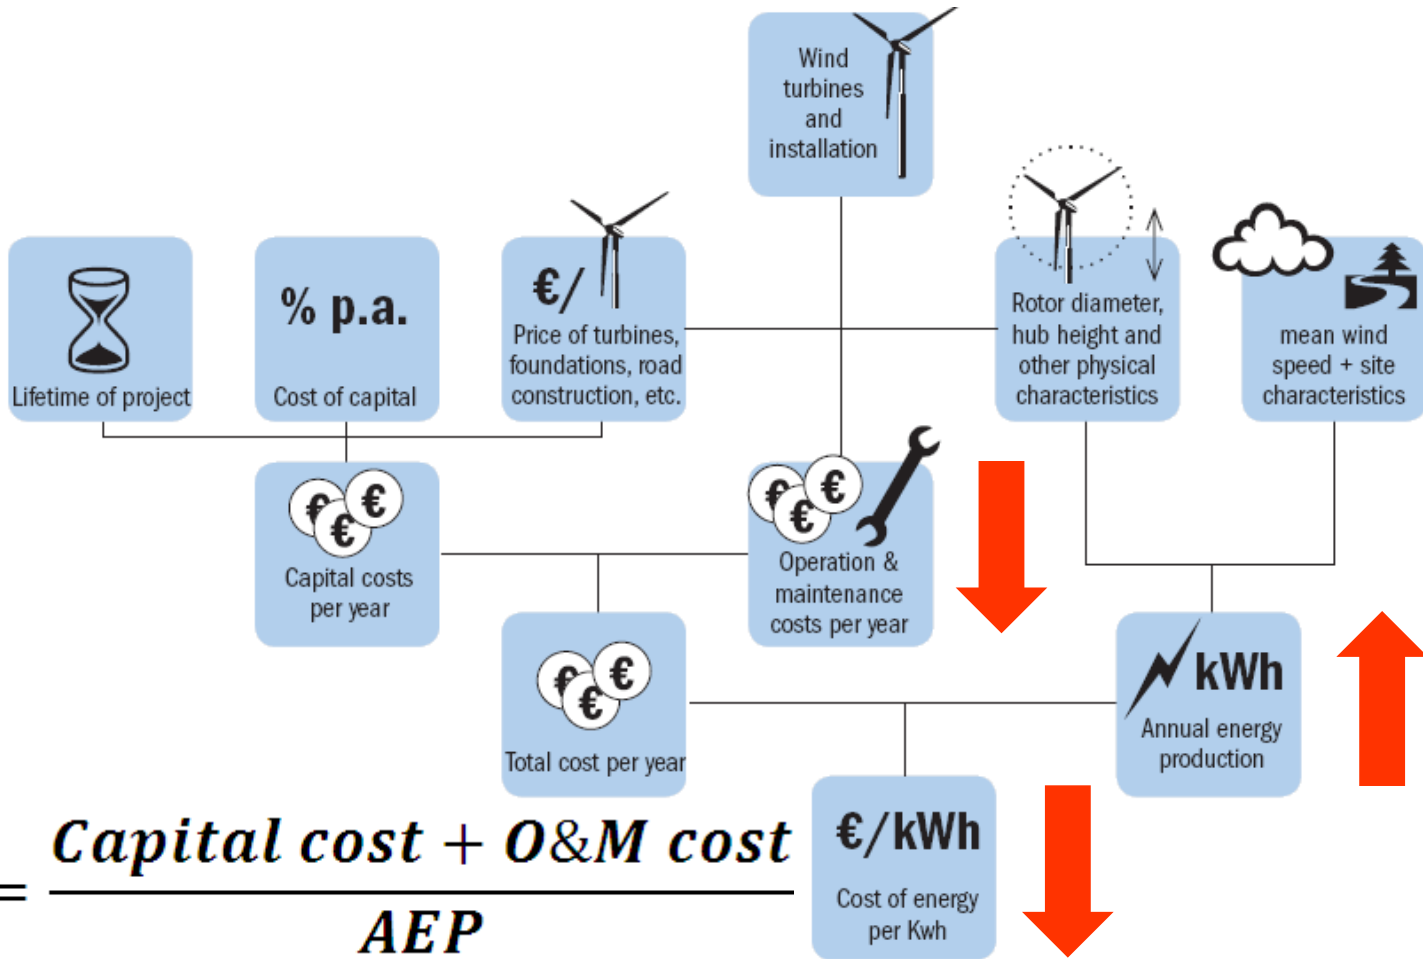 Wind
turbines
and
installation
Lifetime of project
% p.a.
Cost of capital
€/
Price of turbines,
foundations, road
construction, etc.
Rotor diameter,
hub height and
other physical
characteristics
mean wind
speed + site
characteristics
€ € €
Capital costs
per year
€ € €
Operation &
maintenance
costs per year
€ € €
Total cost per year
kWh
Annual energy
production
€/kWh
Cost of energy
per Kwh
= Capital cost + O&M cost
AEP